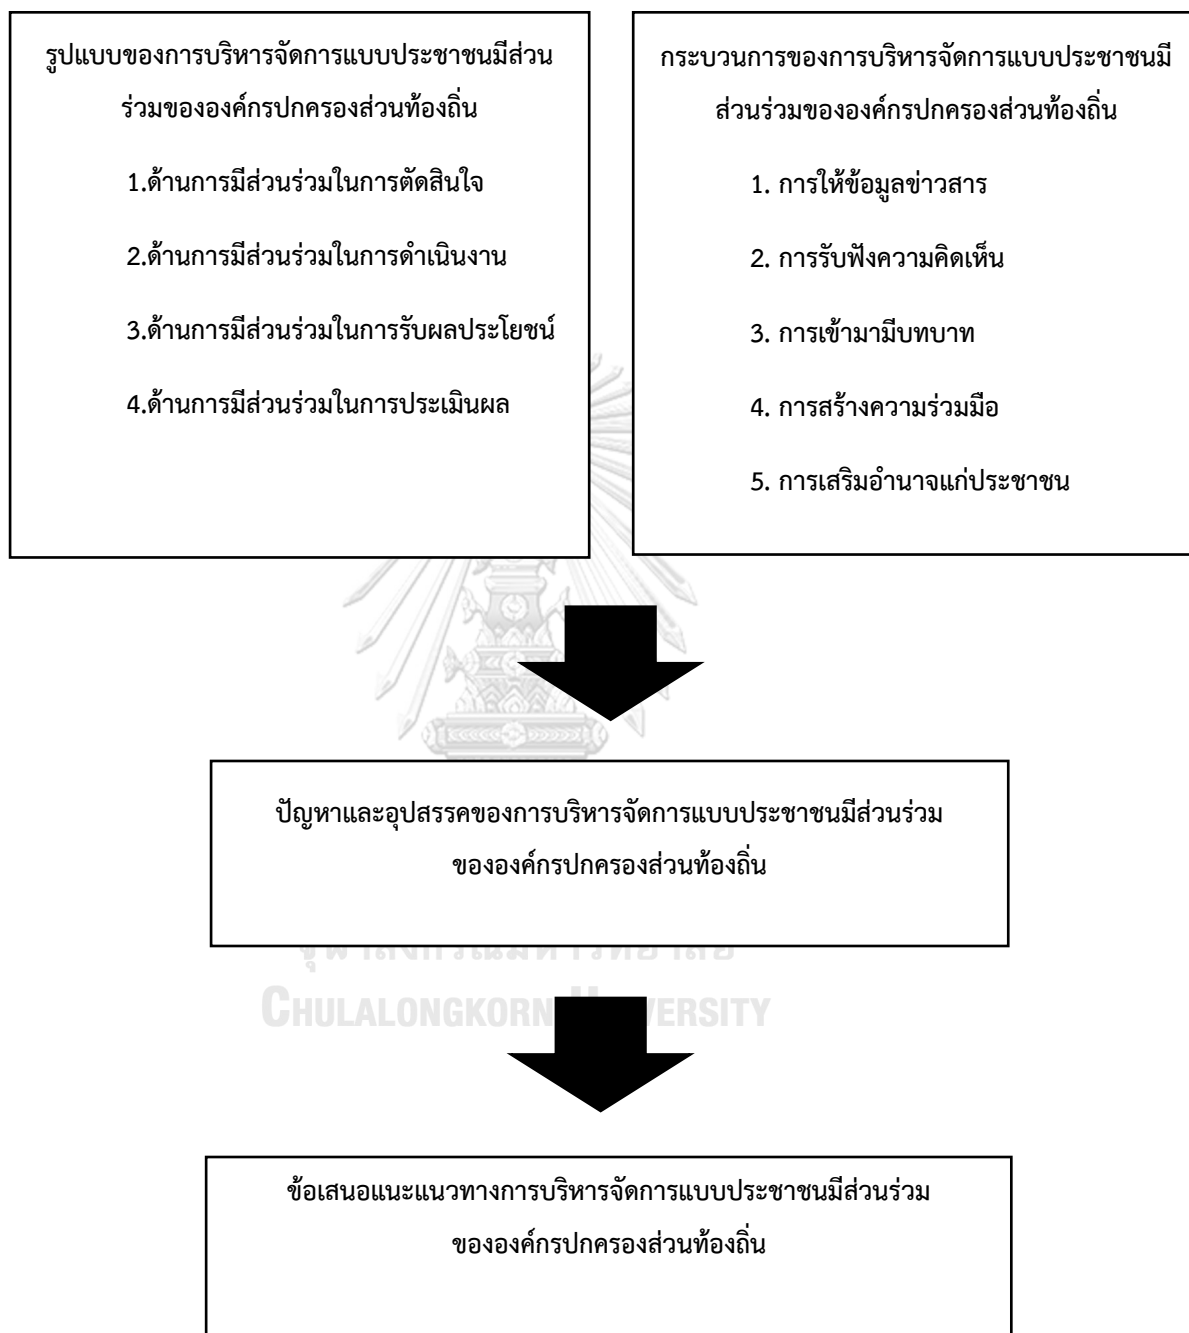 รูปแบบของการบริหารจัดการแบบประชาชนมีส่วน
ร่วมขององค์กรปกครองส่วนท้องถิ่น
1.ด้านการมีส่วนร่วมในการตัดสินใจ
2.ด้านการมีส่วนร่วมในการดำเนินงาน
3.ด้านการมีส่วนร่วมในการรับผลประโยชน์
4.ด้านการมีส่วนร่วมในการประเมินผล
กระบวนการของการบริหารจัดการแบบประชาชนมี
ส่วนร่วมขององค์กรปกครองส่วนท้องถิ่น
1. การให้ข้อมูลข่าวสาร
2. การรับฟังความคิดเห็น
3. การเข้ามามีบทบาท
4. การสร้างความร่วมมือ
5. การเสริมอำนาจแก่ประชาชน
ปัญหาและอุปสรรคของการบริหารจัดการแบบประชาชนมีส่วนร่วม
ขององค์กรปกครองส่วนท้องถิ่น
จุฬาลงกรณ์มหาวิทยาลัย
CHULALONGKORN UNIVERSITY
ข้อเสนอแนะแนวทางการบริหารจัดการแบบประชาชนมีส่วนร่วม
ขององค์กรปกครองส่วนท้องถิ่น